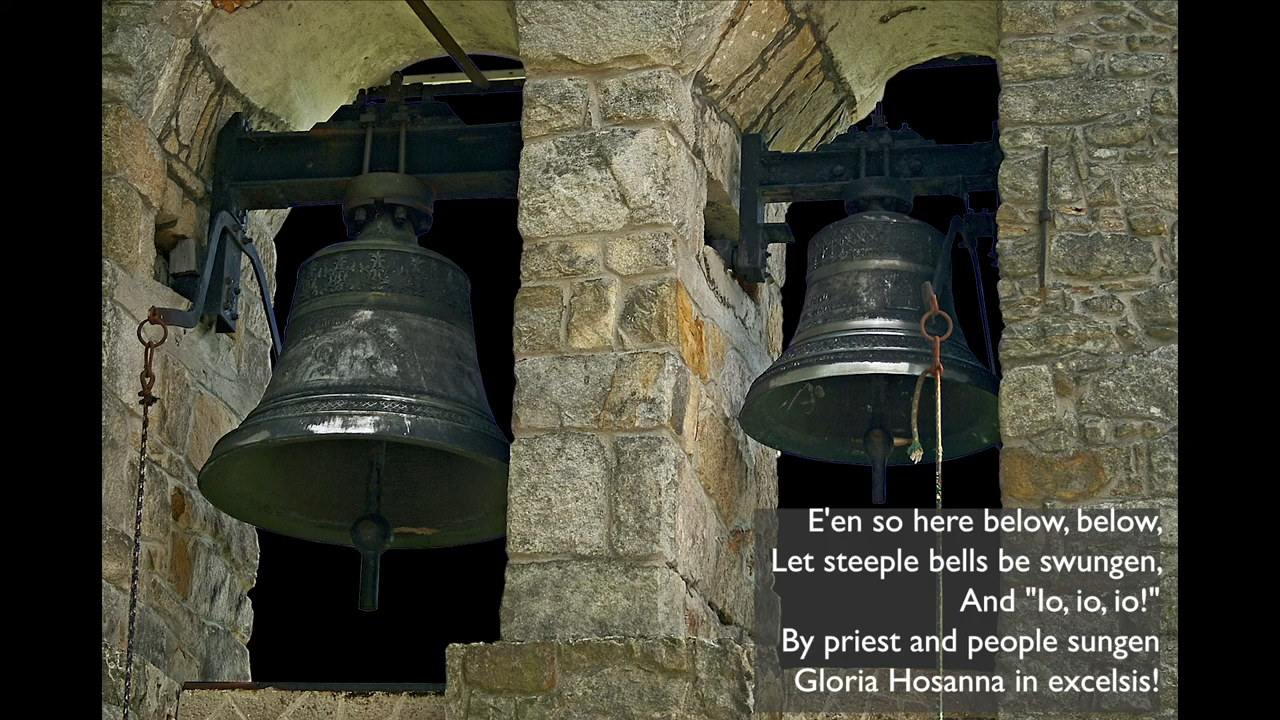 E'en so here below, below,
Let steeple bells be swungen,
And "Io, io, io!"
By priest and people sungen
Gloria Hosanna in excelsis!